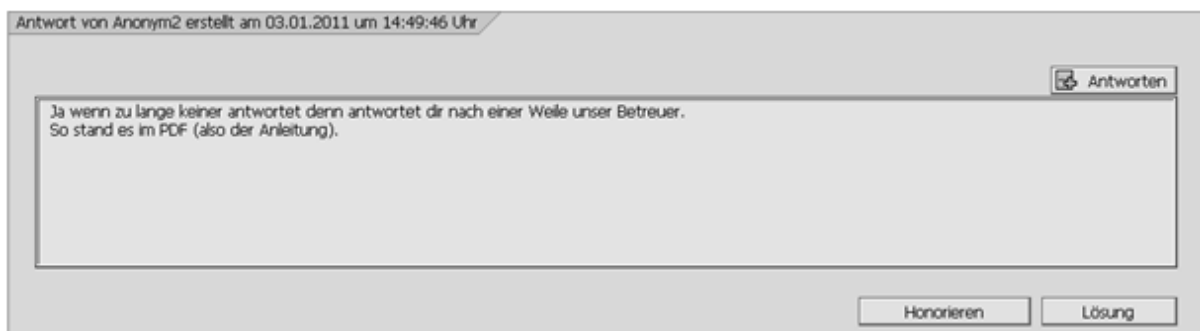 Antwort von Anonym2 erstellt am 03.01.2011 um 14:49:46 Uhr
Antworten
Ja wenn zu lange keiner antwortet denn antwortet dir nach einer Weile unser Betreuer.
So stand es im PDF (also der Anleitung).
Honorieren Lösung